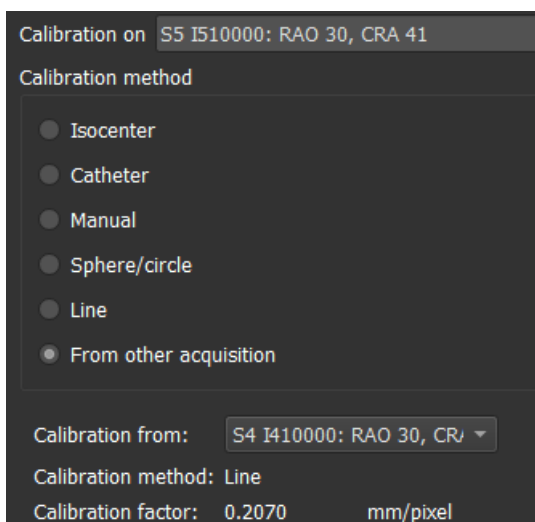 Calibration on S5 I510000: RAO 30, CRA 41
Calibration method
Isocenter
Catheter
Manual
Sphere/circle
Line
From other acquisition
Calibration from: S4 I410000: RAO 30, CR
Calibration method: Line
Calibration factor: 0.2070 mm/pixel